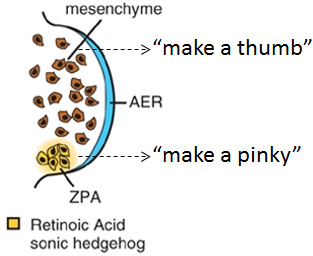 mesenchyme
“make a thumb”
AER
“make a pinky”
ZPA
Retinoic Acid
sonic hedgehog